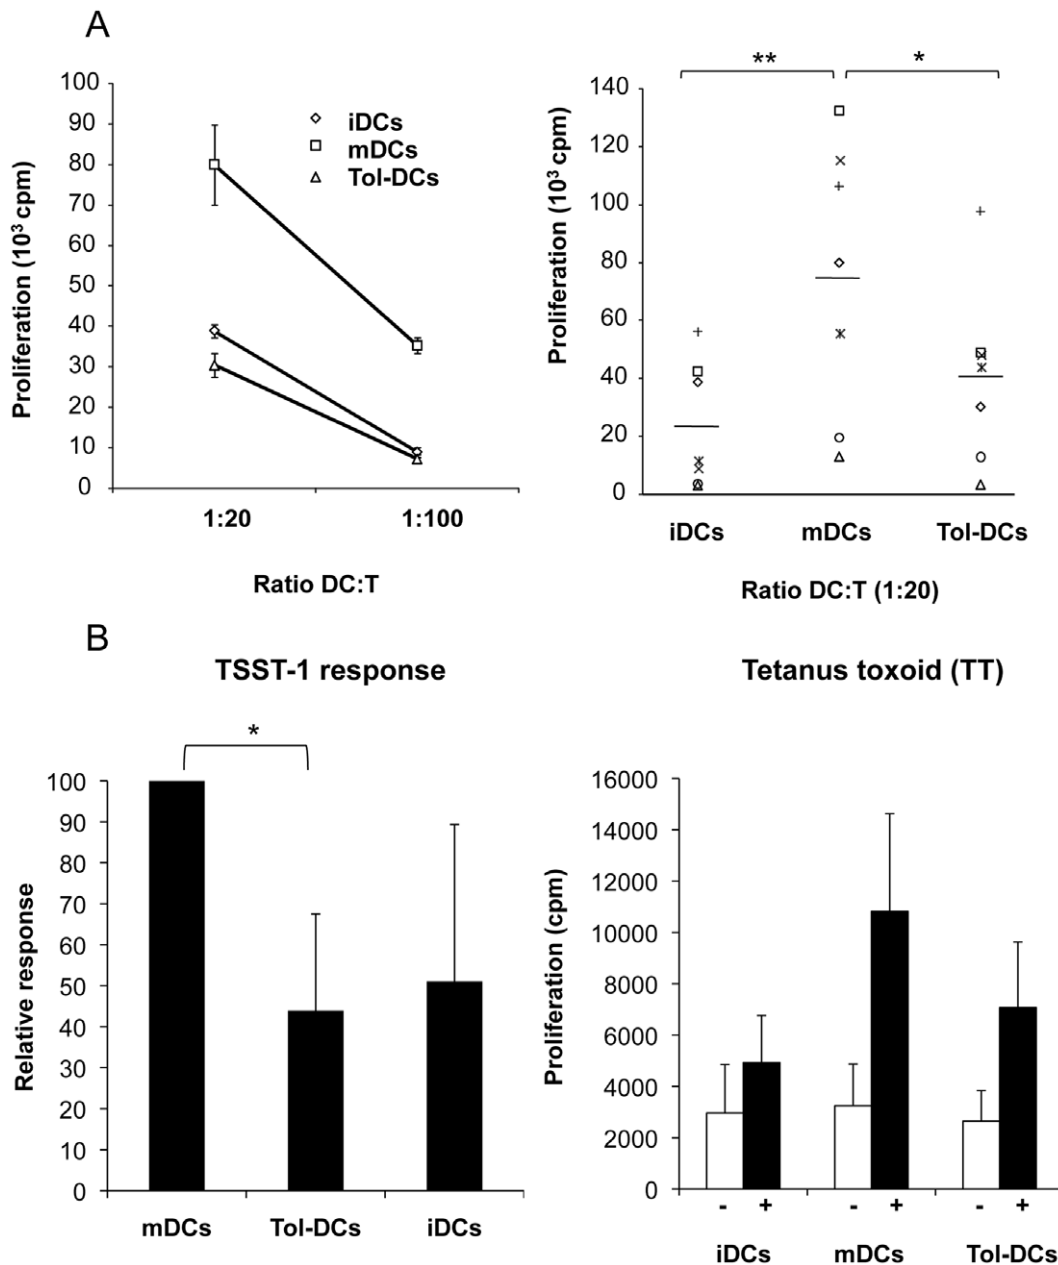 A
100
90
80
70
60
50
40
30
20
10
0
Proliferation (10³ cpm)
iDCs
mDCs
Tol-DCs
1:20
1:100
Ratio DC:T
**
*
140
120
100
80
60
40
20
0
Proliferation (10³ cpm)
iDCs
mDCs
Tol-DCs
Ratio DC:T (1:20)
B
TSST-1 response
*
100
90
80
70
60
50
40
30
20
10
0
Relative response
mDCs
Tol-DCs
iDCs
Tetanus toxoid (TT)
16000
14000
12000
10000
8000
6000
4000
2000
0
Proliferation (cpm)
- + - + - +
iDCs
mDCs
Tol-DCs